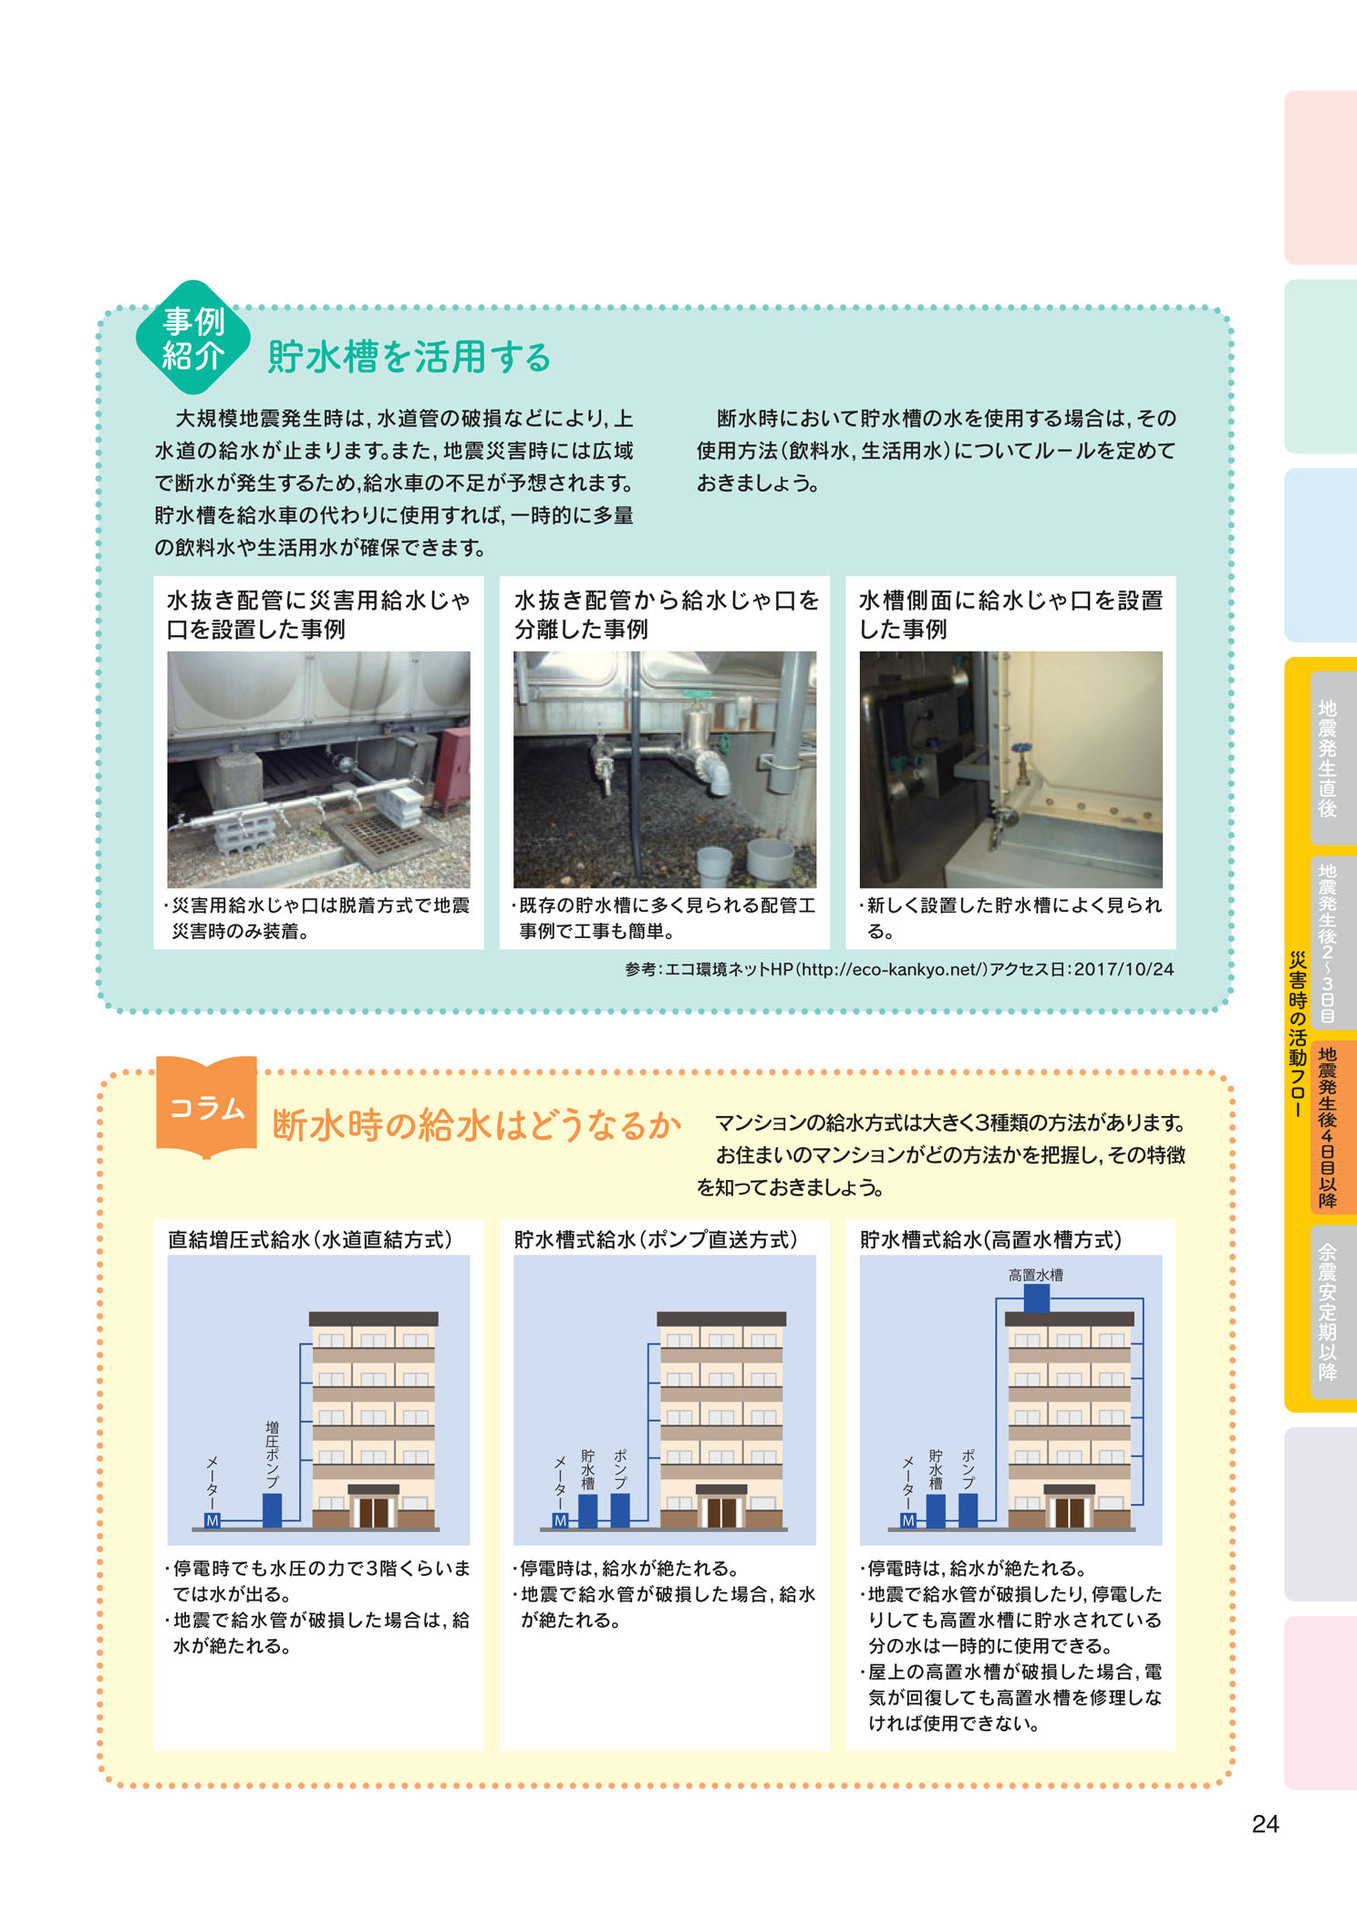 事例
紹介
貯水槽を活用する
大規模地震発生時は,水道管の破損などにより,上
水道の給水が止まります。また,地震災害時には広域
で断水が発生するため,給水車の不足が予想されます。
貯水槽を給水車の代わりに使用すれば,一時的に多量
の飲料水や生活用水が確保できます。
断水時において貯水槽の水を使用する場合は,その
使用方法(飲料水,生活用水)についてルールを定めて
おきましょう。
水抜き配管に災害用給水じゃ
口を設置した事例
・災害用給水じゃ口は脱着方式で地震
災害時のみ装着。
水抜き配管から給水じゃ口を
分離した事例
・既存の貯水槽に多く見られる配管工
事例で工事も簡単。
水槽側面に給水じゃ口を設置
した事例
・新しく設置した貯水槽によく見られ
る。
参考:エコ環境ネットHP(http://eco-kankyo.net/)アクセス日:2017/10/24
コラム
断水時の給水はどうなるか
マンションの給水方式は大きく3種類の方法があります。
お住まいのマンションがどの方法かを把握し,その特徴
を知っておきましょう。
直結増圧式給水(水道直結方式)
メーター
M
増圧ポンプ
・停電時でも水圧の力で3階くらいま
では水が出る。
・地震で給水管が破損した場合は,給
水が絶たれる。
貯水槽式給水(ポンプ直送方式)
メーター
M
貯水槽
ポンプ
・停電時は,給水が絶たれる。
・地震で給水管が破損した場合,給水
が絶たれる。
貯水槽式給水(高置水槽方式)
高置水槽
メーター
M
貯水槽
ポンプ
・停電時は,給水が絶たれる。
・地震で給水管が破損したり,停電した
りしても高置水槽に貯水されている
分の水は一時的に使用できる。
・屋上の高置水槽が破損した場合,電
気が回復しても高置水槽を修理しな
ければ使用できない。
災害時の活動フロー
地震発生直後
地震発生後2~3日目
地震発生後4日目以降
余震安定期以降
24